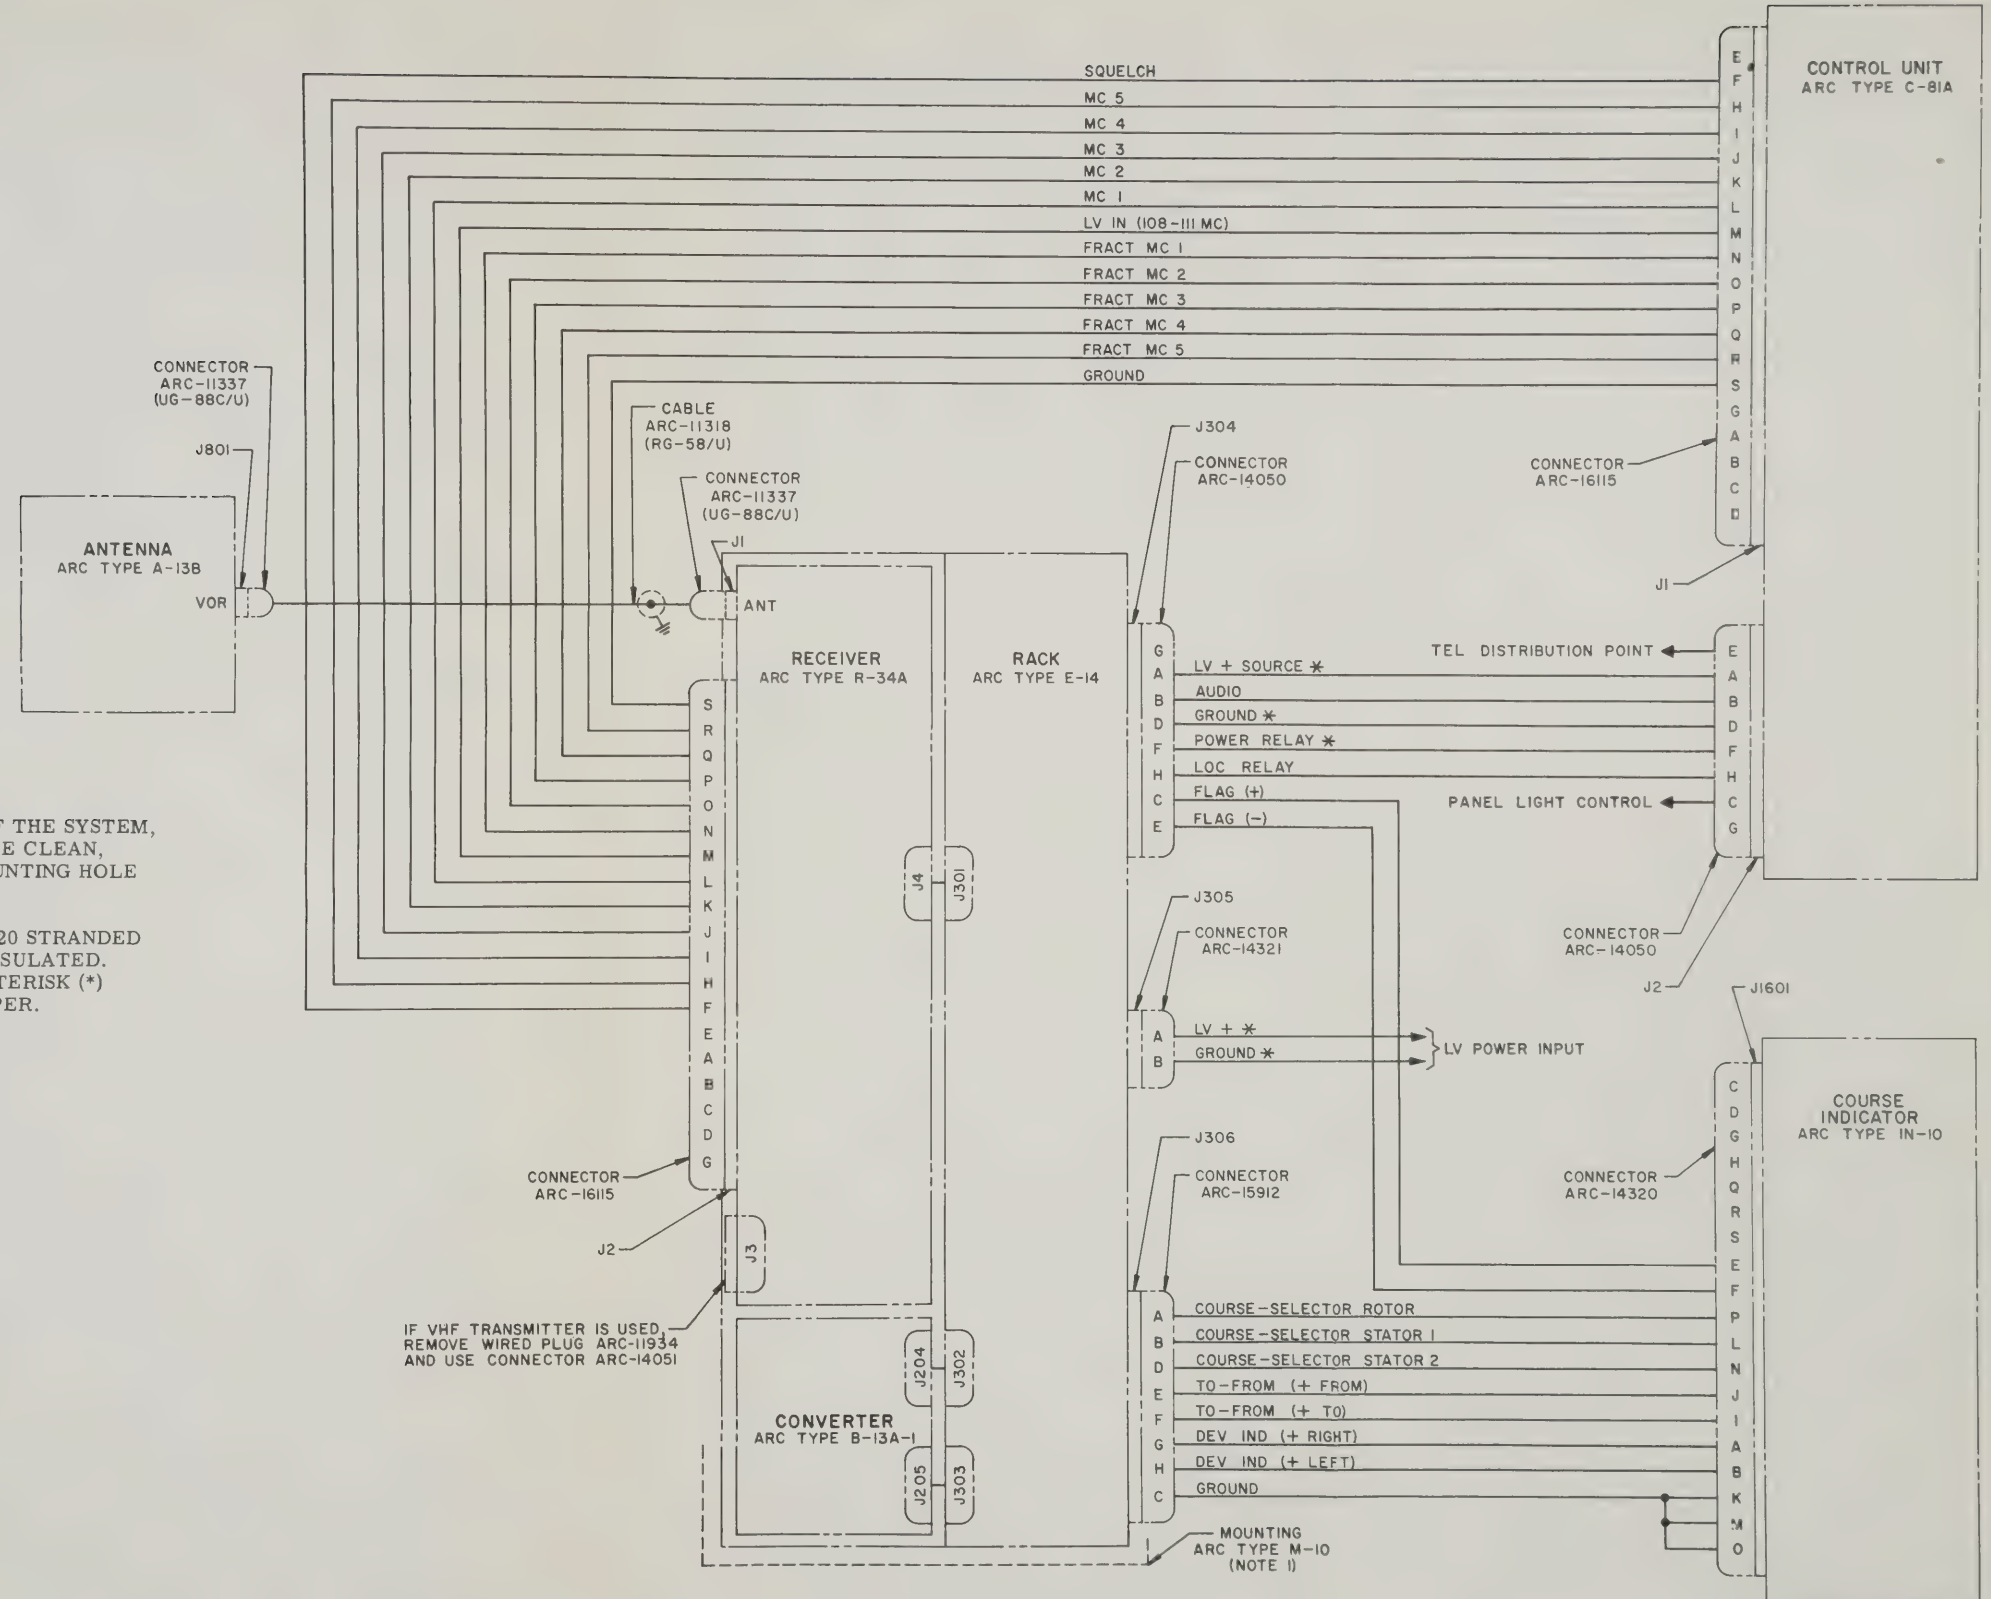 SQUELCH
MC 5
MC 4
MC 3
MC 2
MC 1
LV IN (108-111 MC)
FRACT MC 1
FRACT MC 2
FRACT MC 3
FRACT MC 4
FRACT MC 5
GROUND
E
F
H
I
J
K
L
M
N
O
P
Q
R
S
G
A
B
C
D
CONTROL UNIT
ARC TYPE C-81A
CONNECTOR
ARC-16115
J1
CONNECTOR
ARC-11337
(UG-88C/U)
J801
ANTENNA
ARC TYPE A-13B
VOR
CABLE
ARC-11318
(RG-58/U)
CONNECTOR
ARC-11337
(UG-88C/U)
J1
ANT
RECEIVER
ARC TYPE R-34A
RACK
ARC TYPE E-14
S
R
Q
P
O
N
M
L
K
J
I
H
F
E
A
B
C
D
G
CONNECTOR
ARC-16115
J2
J3
J4
J301
IF VHF TRANSMITTER IS USED,
REMOVE WIRED PLUG ARC-11934
AND USE CONNECTOR ARC-14051
CONVERTER
ARC TYPE B-13A-1
J204
J302
J205
J303
MOUNTING
ARC TYPE M-10
(NOTE 1)
J304
CONNECTOR
ARC-14050
G
A
B
D
F
H
C
E
LV + SOURCE *
AUDIO
GROUND *
POWER RELAY *
LOC RELAY
FLAG (+)
FLAG (-)
TEL DISTRIBUTION POINT
PANEL LIGHT CONTROL
E
A
B
D
F
H
C
G
CONNECTOR
ARC-14050
J2
J305
CONNECTOR
ARC-14321
A
B
LV + *
GROUND *
LV POWER INPUT
J306
CONNECTOR
ARC-15912
A
B
D
E
F
G
H
C
COURSE-SELECTOR ROTOR
COURSE-SELECTOR STATOR 1
COURSE-SELECTOR STATOR 2
TO-FROM (+ FROM)
TO-FROM (+ TO)
DEV IND (+ RIGHT)
DEV IND (+ LEFT)
GROUND
J1601
COURSE
INDICATOR
ARC TYPE IN-10
CONNECTOR
ARC-14320
C
D
G
H
Q
R
S
E
F
P
L
N
J
I
A
B
K
M
O
F THE SYSTEM,
E CLEAN,
UNTING HOLE
20 STRANDED
SULATED.
TERISK (*)
PER.